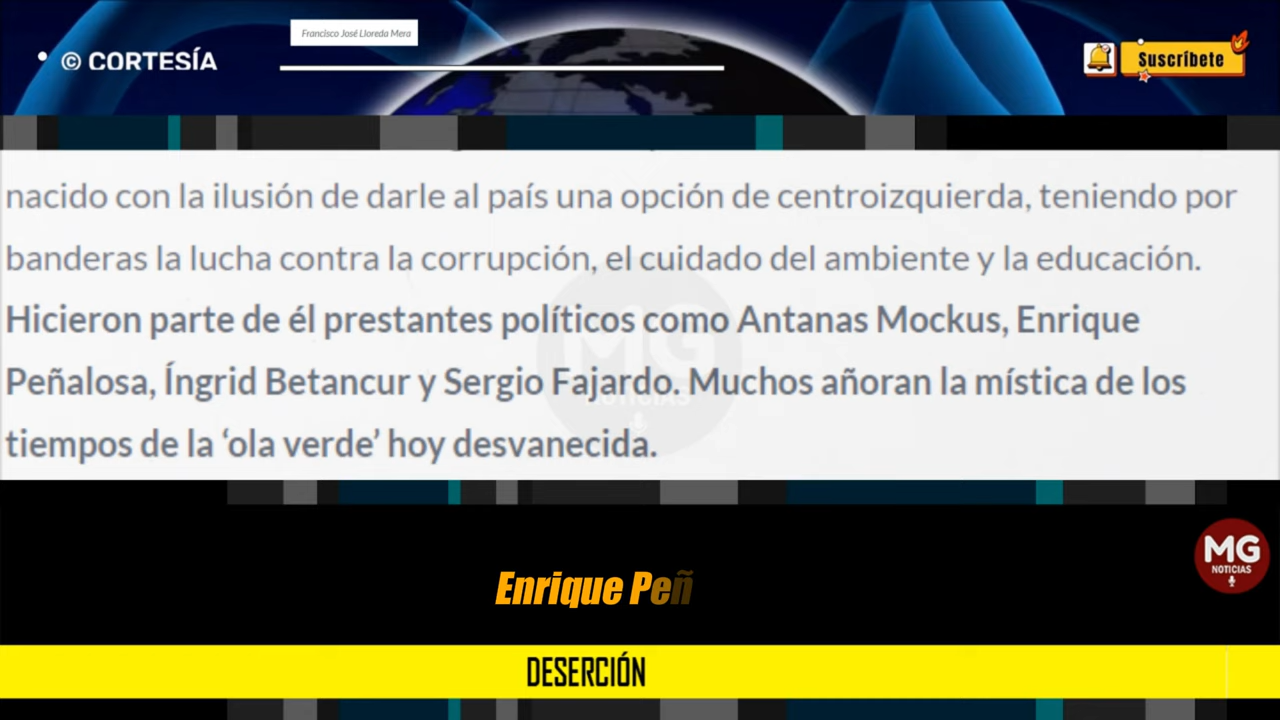 Francisco José Lloreda Mera
© CORTESÍA
Suscríbete
nacido con la ilusión de darle al país una opción de centroizquierda, teniendo por
banderas la lucha contra la corrupción, el cuidado del ambiente y la educación.
Hicieron parte de él prestantes políticos como Antanas Mockus, Enrique
Peñalosa, Íngrid Betancur y Sergio Fajardo. Muchos añoran la mística de los
tiempos de la ‘ola verde’ hoy desvanecida.
MG
NOTICIAS
MG
NOTICIAS
Enrique Peñ
DESERCIÓN